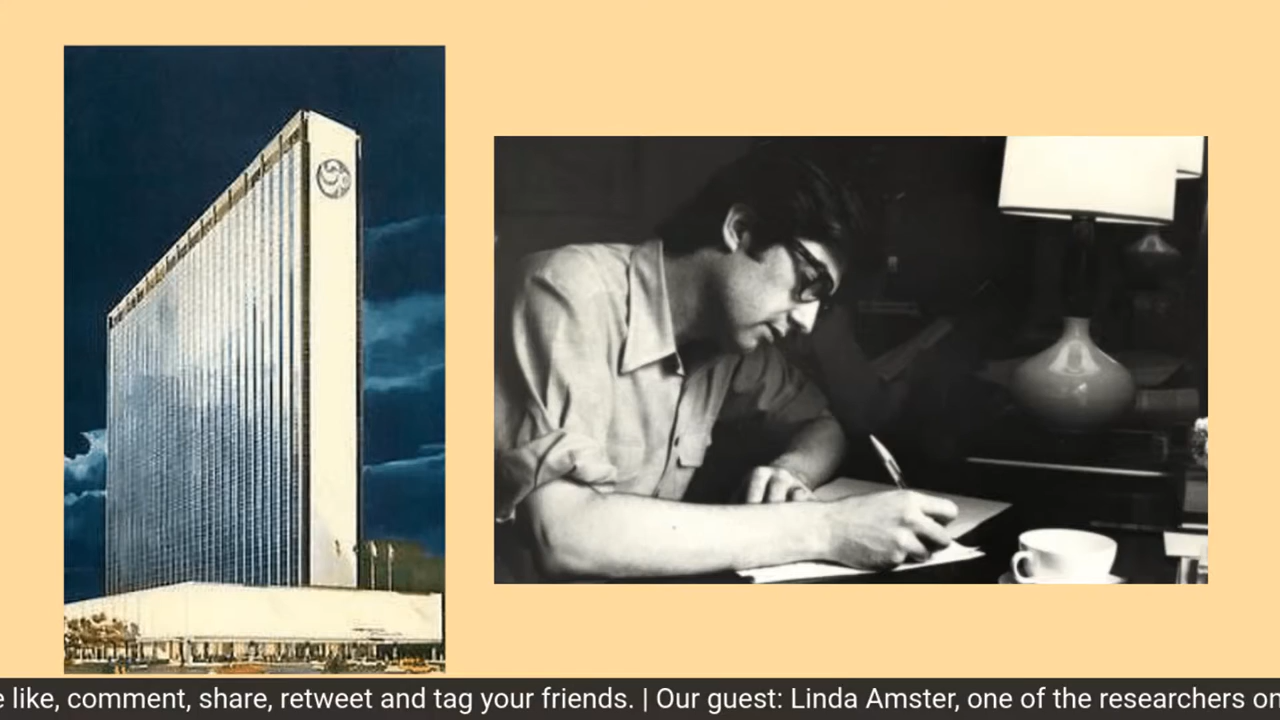 e like, comment, share, retweet and tag your friends. | Our guest: Linda Amster, one of the researchers on